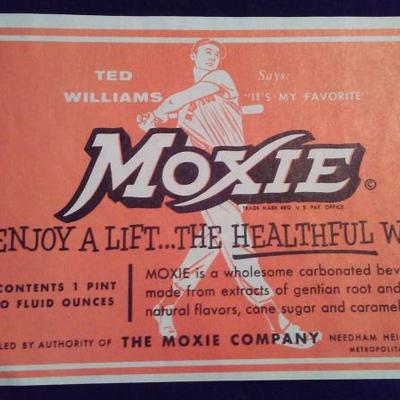 TED WILLIAMS
Says:
"IT'S MY FAVORITE"
MOXIE ©
TRADE MARK REG. U.S. PAT. OFFICE
ENJOY A LIFT...THE HEALTHFUL W
CONTENTS 1 PINT
O FLUID OUNCES
MOXIE is a wholesome carbonated bev
made from extracts of gentian root and
natural flavors, cane sugar and caramel
LED BY AUTHORITY OF THE MOXIE COMPANY NEEDHAM HEI
METROPOLITA